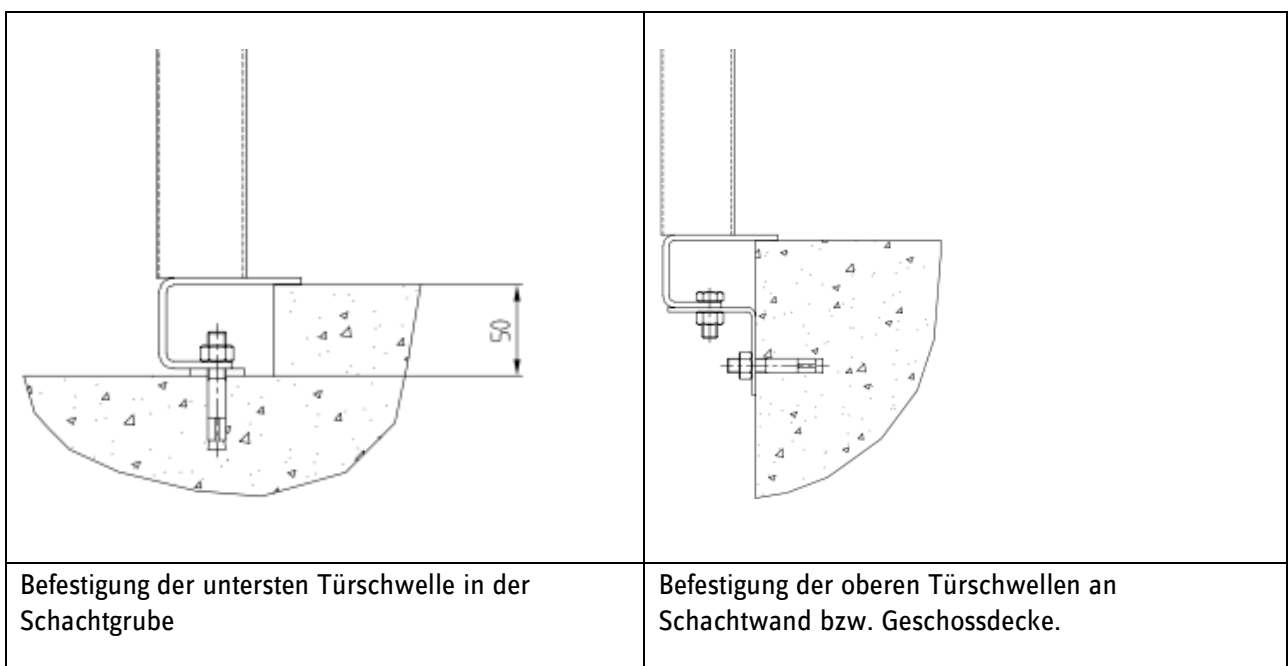 50
Befestigung der untersten Türschwelle in der
Schachtgrube
Befestigung der oberen Türschwellen an
Schachtwand bzw. Geschossdecke.